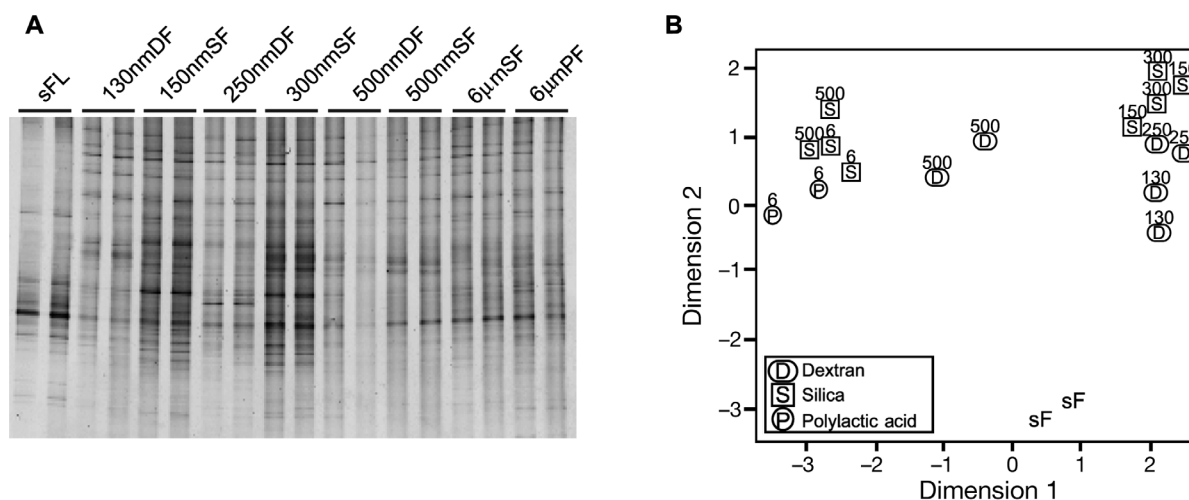 A
sFL 130nmDF 150nmSF 250nmDF 300nmSF 500nmDF 500nmSF 6µmSF 6µmPF
B
Dimension 2
2
1
0
−1
−2
−3
300
S
150
S
300
S
150
S
250
D
25
D
130
D
130
D
500
S
500
S
6
S
6
S
500
D
500
D
6
P
6
P
sF
sF
D Dextran
S Silica
P Polylactic acid
−3 −2 −1 0 1 2
Dimension 1